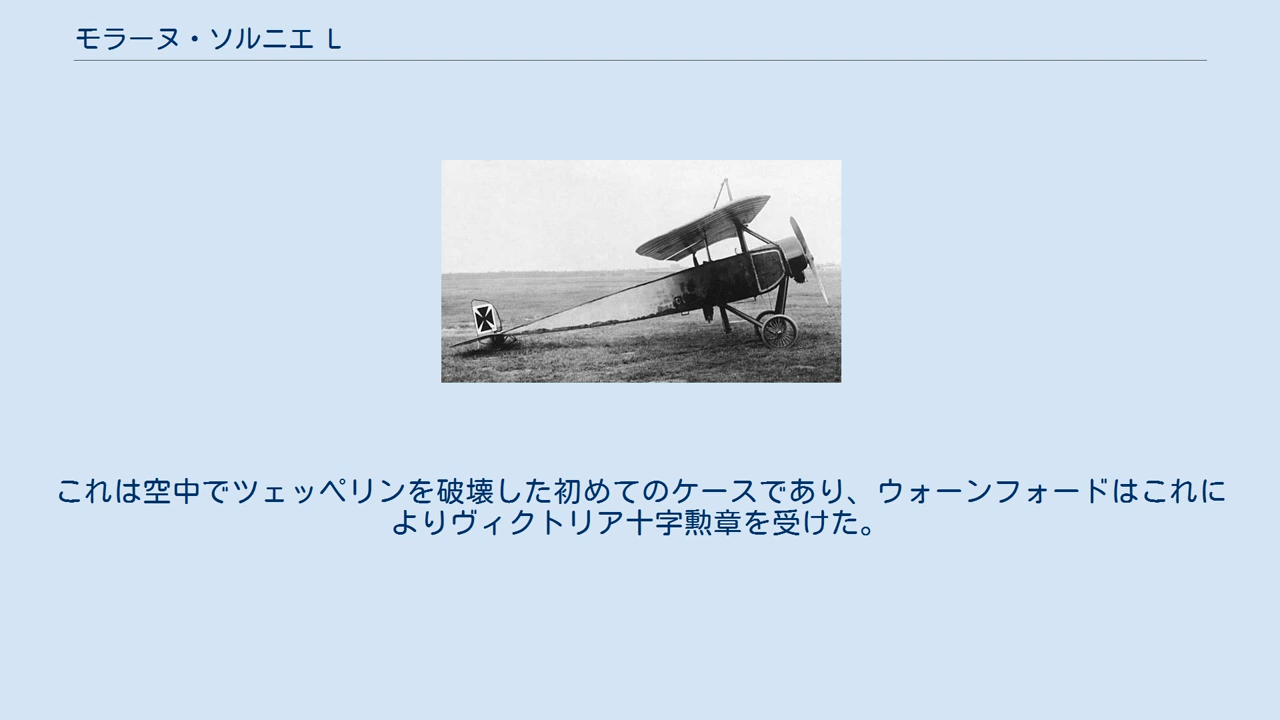 モラーヌ・ソルニエ L
これは空中でツェッペリンを破壊した初めてのケースであり、ウォーンフォードはこれに
よりヴィクトリア十字勲章を受けた。